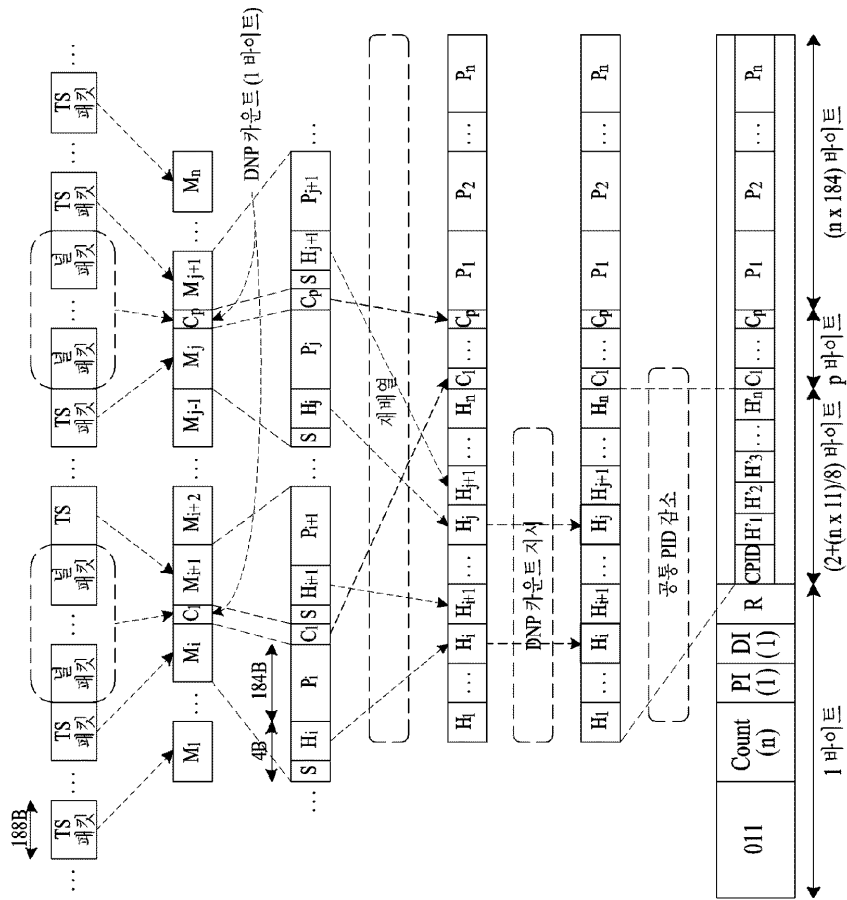 188B
... TS 패킷 ... TS 패킷 널 패킷 ... 널 패킷 TS ... TS 패킷 널 패킷 ... 널 패킷 TS 패킷 ... TS 패킷 ...
M1 ... Mi C1 Mi+1 Mi+2 ... Mj-1 Mj Cp Mj+1 ... Mn
DNP 카운트 (1 바이트)
4B 184B
... S Hi Pi C1 S Hi+1 Pi+1 ... S Hj Pj Cp S Hj+1 Pj+1 ...
재배열
H1 ... Hi Hi+1 ... Hj Hj+1 ... Hn C1 ... Cp P1 P2 ... Pn
DNP 카운트 지시
H1 ... Hi Hi+1 ... Hj Hj+1 ... Hn C1 ... Cp P1 P2 ... Pn
공통 PID 감소
011 Count (n) PI (1) DI (1) R CPID H'1 H'2 H'3 ... H'n C1 ... Cp P1 P2 ... Pn
1 바이트 (2+(n x 11)/8) 바이트 p 바이트 (n x 184) 바이트